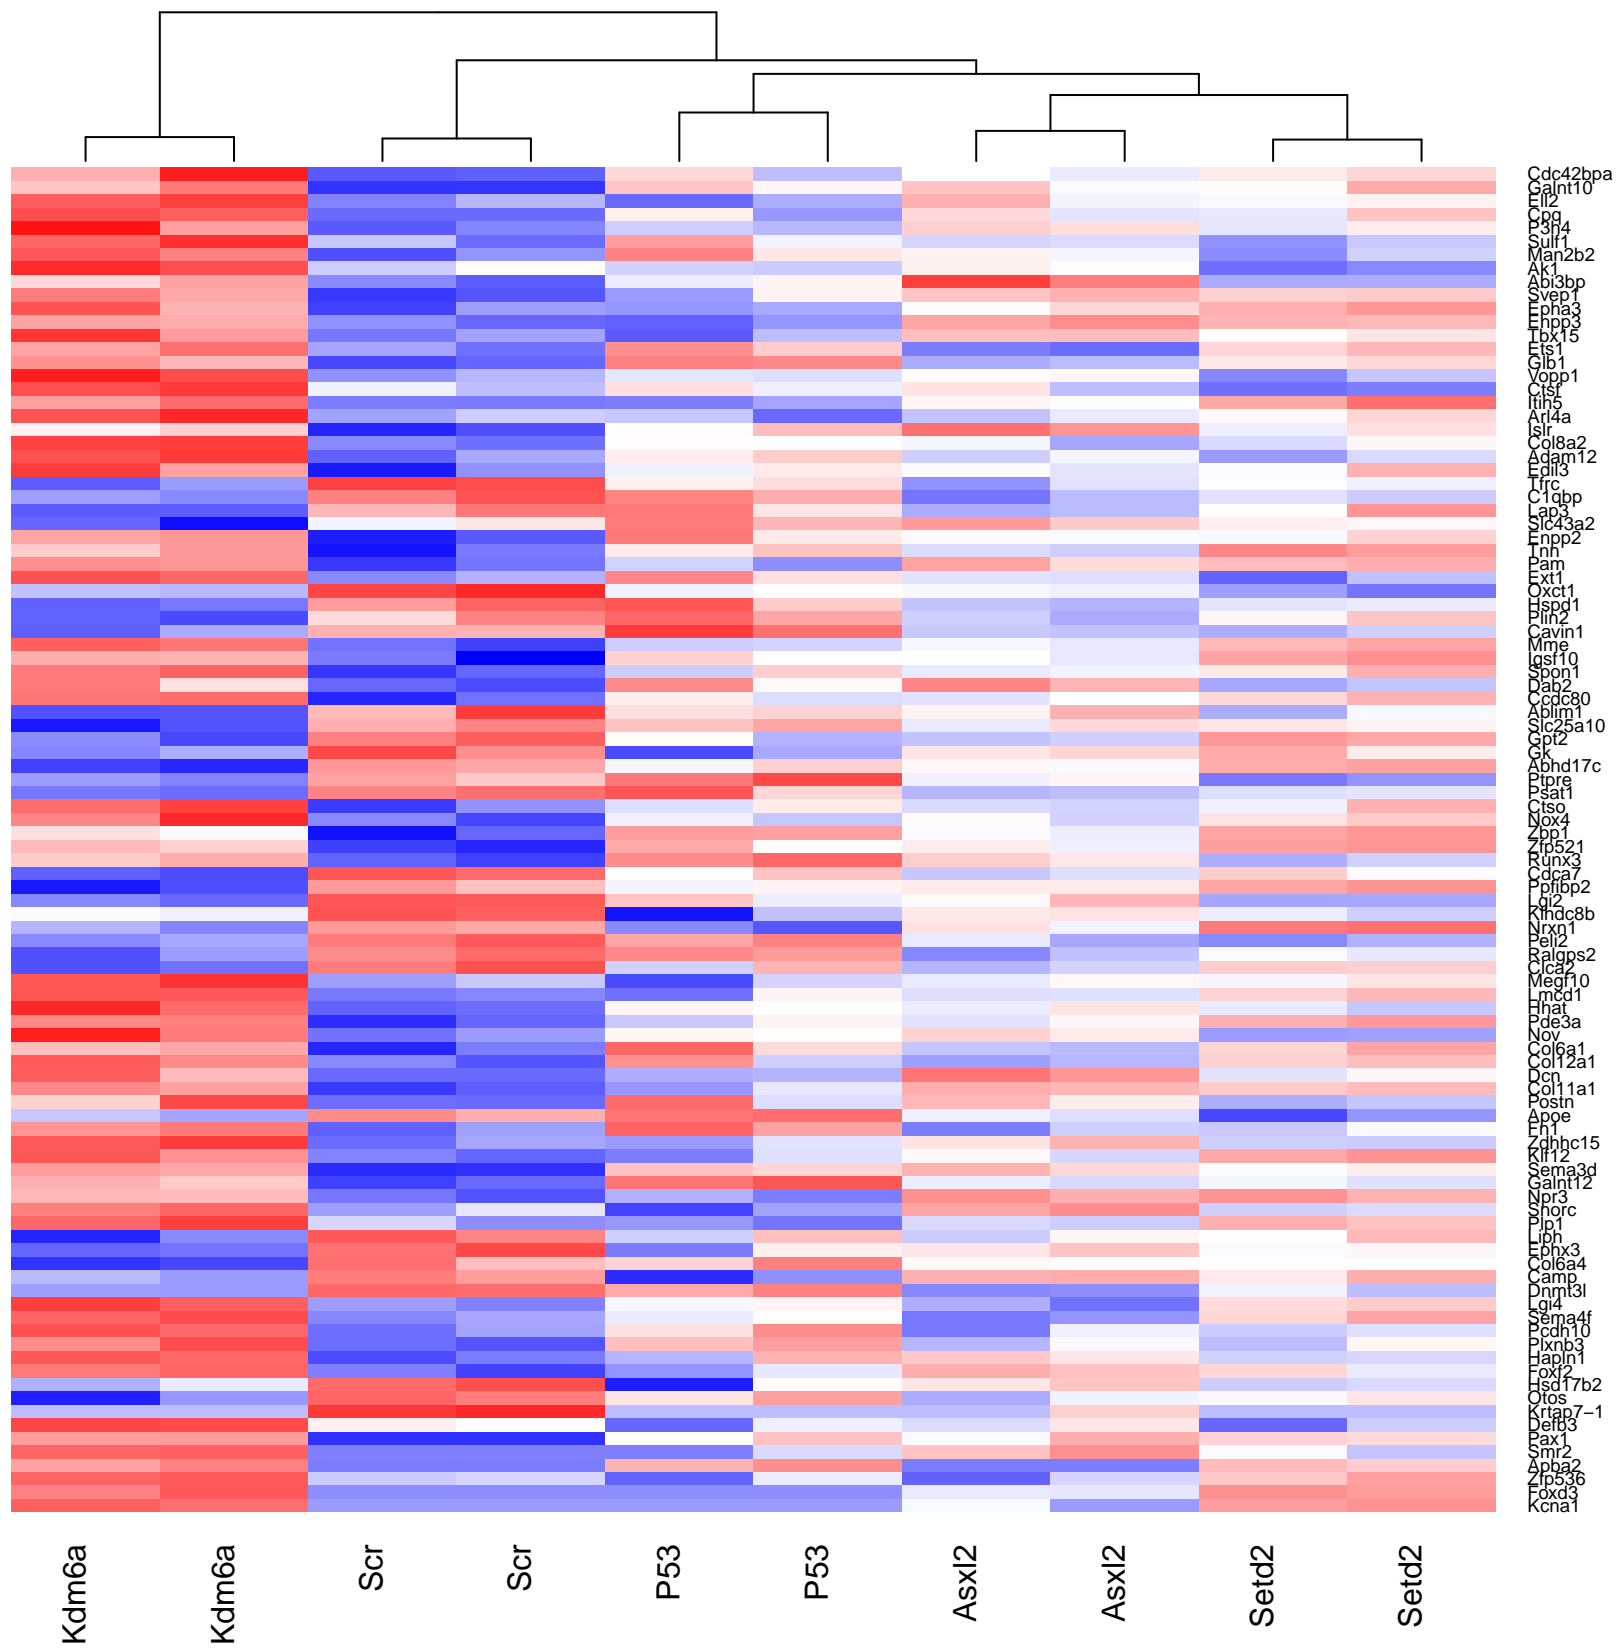 Cdc42bpa
Galnt10
Ell2
Cpq
P3h4
Sulf1
Man2b2
Ak1
Abi3bp
Svep1
Epha3
Enpp3
Tbx15
Ets1
Glb1
Vopp1
Ctsf
Itih5
Arl4a
Islr
Col8a2
Adam12
Edil3
Tfrc
C1qbp
Lap3
Slc43a2
Enpp2
Tnn
Pam
Ext1
Oxct1
Hspd1
Plin2
Cavin1
Mme
Igsf10
Spon1
Dab2
Ccdc80
Ablim1
Slc25a10
Gpt2
Gk
Abhd17c
Ptpre
Psat1
Ctso
Nox4
Zbp1
Zfp521
Runx3
Cdca7
Ppfibp2
Lgi2
Klhdc8b
Nrxn1
Peli2
Ralgps2
Clca2
Megf10
Lmcd1
Hhat
Pde3a
Nov
Col6a1
Col12a1
Dcn
Col11a1
Postn
Apoe
Fn1
Zdhhc15
Klf12
Sema3d
Galnt12
Npr3
Snorc
Plp1
Liph
Ephx3
Col6a4
Camp
Dnmt3l
Lgi4
Sema4f
Pcdh10
Plxnb3
Hapln1
Foxf2
Hsd17b2
Otos
Krtap7−1
Defb3
Pax1
Smr2
Apba2
Zfp536
Foxd3
Kcna1
Kdm6a
Kdm6a
Scr
Scr
P53
P53
Asxl2
Asxl2
Setd2
Setd2